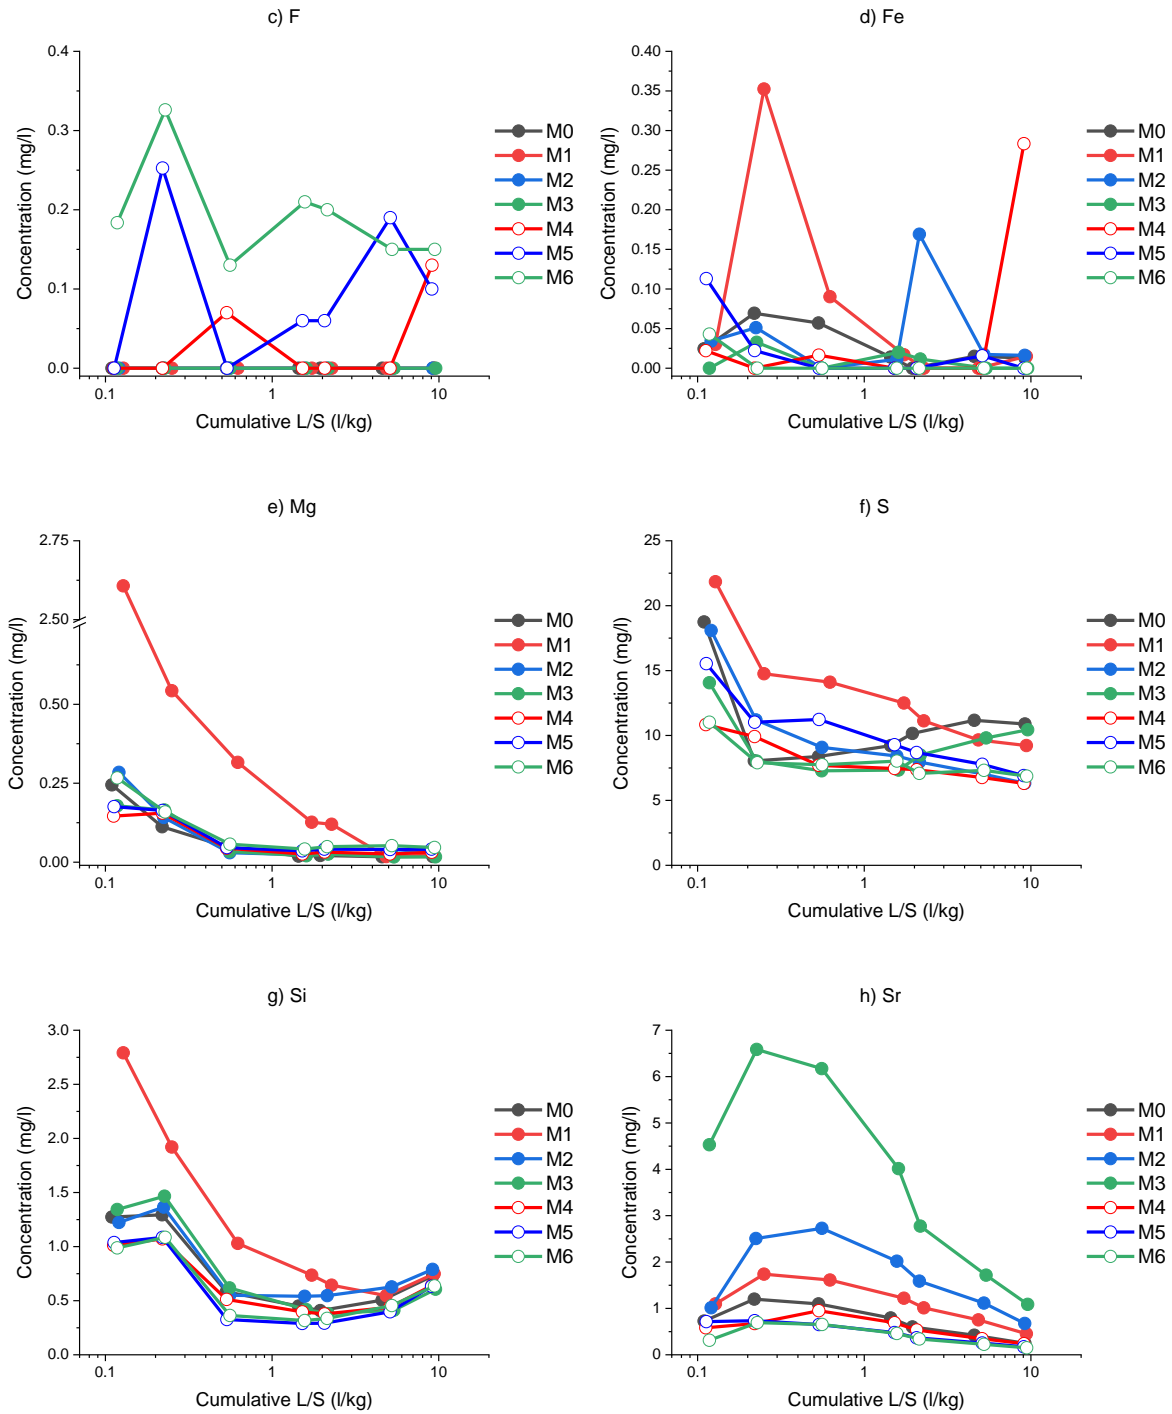 c) F
0.4
0.3
0.2
0.1
0.0
Concentration (mg/l)
0.1
1
10
Cumulative L/S (l/kg)
M0
M1
M2
M3
M4
M5
M6
d) Fe
0.40
0.35
0.30
0.25
0.20
0.15
0.10
0.05
0.00
Concentration (mg/l)
0.1
1
10
Cumulative L/S (l/kg)
M0
M1
M2
M3
M4
M5
M6
e) Mg
2.75
2.50
0.50
0.25
0.00
Concentration (mg/l)
0.1
1
10
Cumulative L/S (l/kg)
M0
M1
M2
M3
M4
M5
M6
f) S
25
20
15
10
5
0
Concentration (mg/l)
0.1
1
10
Cumulative L/S (l/kg)
M0
M1
M2
M3
M4
M5
M6
g) Si
3.0
2.5
2.0
1.5
1.0
0.5
0.0
Concentration (mg/l)
0.1
1
10
Cumulative L/S (l/kg)
M0
M1
M2
M3
M4
M5
M6
h) Sr
7
6
5
4
3
2
1
0
Concentration (mg/l)
0.1
1
10
Cumulative L/S (l/kg)
M0
M1
M2
M3
M4
M5
M6